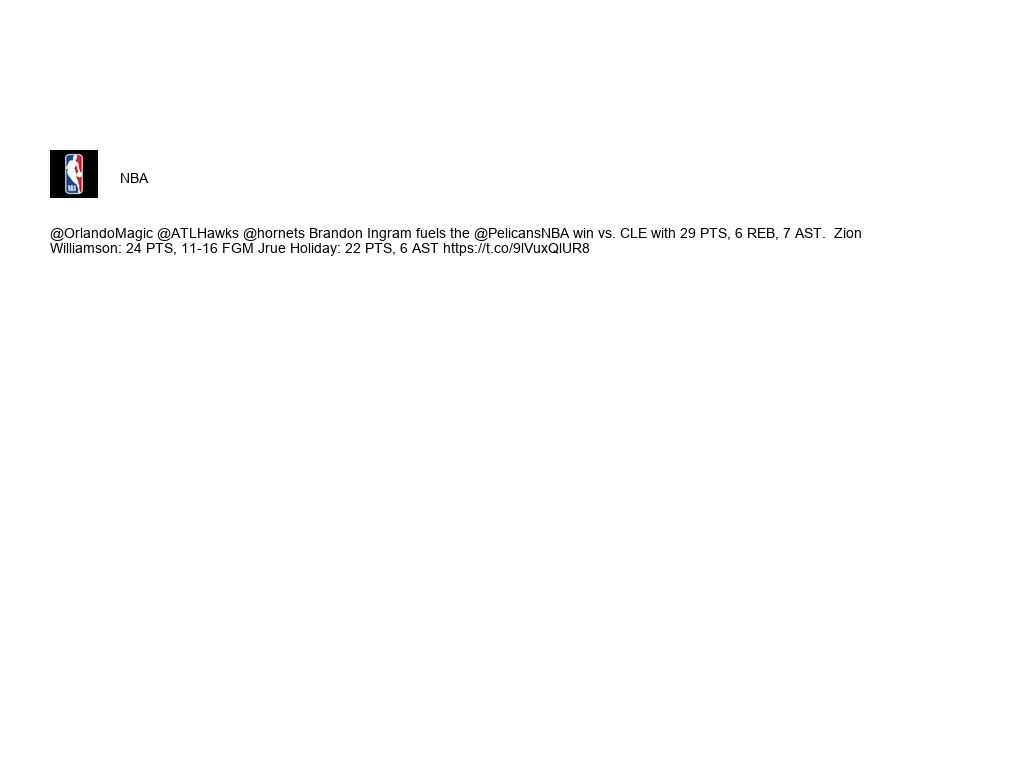 NBA
@OrlandoMagic @ATLHawks @hornets Brandon Ingram fuels the @PelicansNBA win vs. CLE with 29 PTS, 6 REB, 7 AST.  Zion
Williamson: 24 PTS, 11-16 FGM Jrue Holiday: 22 PTS, 6 AST https://t.co/9lVuxQlUR8